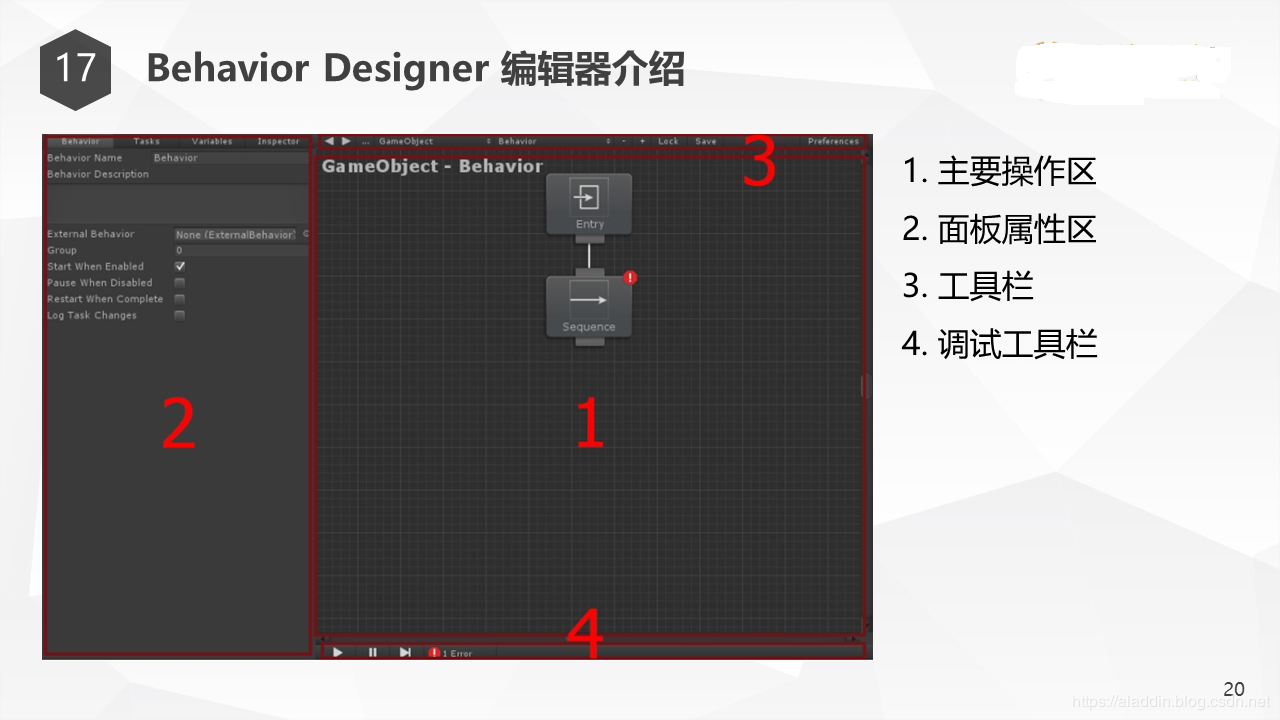 17
Behavior Designer 编辑器介绍
Behavior Tasks Variables Inspector
... GameObject Behavior - + Lock Save Preferences
Behavior Name Behavior
Behavior Description
External Behavior None (ExternalBehavior
Group 0
Start When Enabled
Pause When Disabled
Restart When Complete
Log Task Changes
GameObject - Behavior
Entry
Sequence
1 Error
2
1
3
4
1. 主要操作区
2. 面板属性区
3. 工具栏
4. 调试工具栏
20
https://aladdin.blog.csdn.net